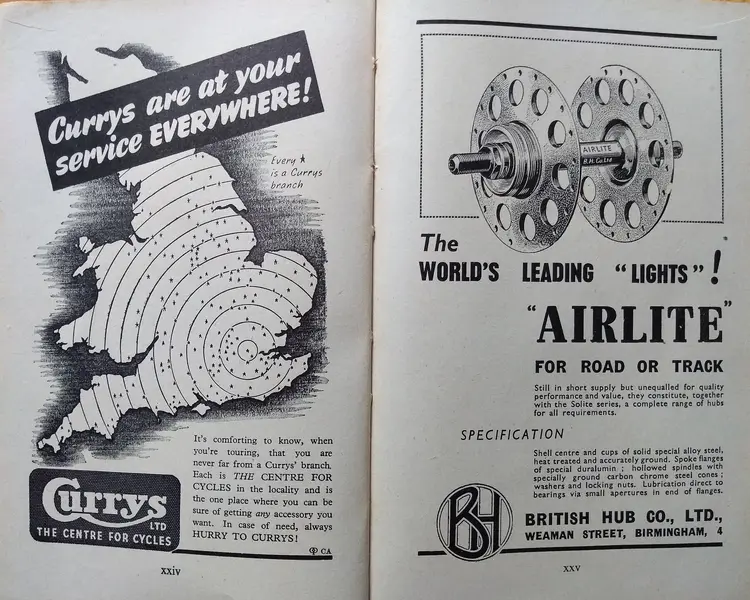 Currys are at your
service EVERYWHERE!
Every ★
is a Currys
branch
It's comforting to know, when
you're touring, that you are
never far from a Currys' branch.
Each is THE CENTRE FOR
CYCLES in the locality and is
the one place where you can be
sure of getting any accessory you
want. In case of need, always
HURRY TO CURRYS!
Currys
LTD
THE CENTRE FOR CYCLES
CA
xxiv
AIRLITE
B.H.Co Ltd
The
WORLD'S LEADING "LIGHTS"!
"AIRLITE"
FOR ROAD OR TRACK
Still in short supply but unequalled for quality
performance and value, they constitute, together
with the Solite series, a complete range of hubs
for all requirements.
SPECIFICATION
Shell centre and cups of solid special alloy steel,
heat treated and accurately ground. Spoke flanges
of special duralumin ; hollowed spindles with
specially ground carbon chrome steel cones ;
washers and locking nuts. Lubrication direct to
bearings via small apertures in end of flanges.
BH
BRITISH HUB CO., LTD.,
WEAMAN STREET, BIRMINGHAM, 4
xxv